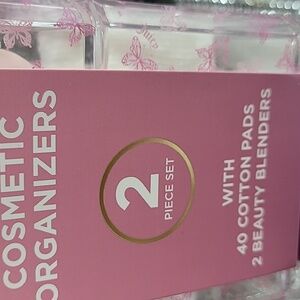 COSMETIC
ORGANIZERS
2
PIECE SET
WITH
40 COTTON PADS
2 BEAUTY BLENDERS